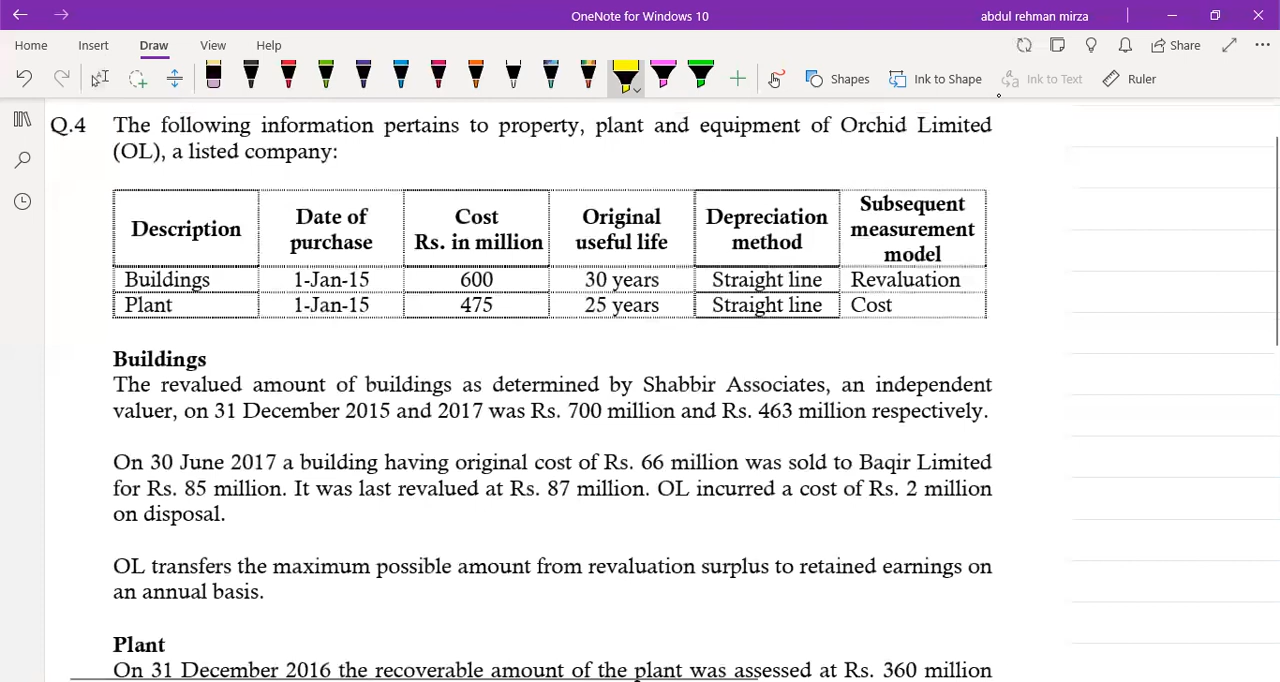 OneNote for Windows 10
abdul rehman mirza
Home Insert Draw View Help
Share
Shapes Ink to Shape Ink to Text Ruler
Q.4 The following information pertains to property, plant and equipment of Orchid Limited
(OL), a listed company:
Description Date of purchase Cost Rs. in million Original useful life Depreciation method Subsequent measurement model
Buildings 1-Jan-15 600 30 years Straight line Revaluation
Plant 1-Jan-15 475 25 years Straight line Cost
Buildings
The revalued amount of buildings as determined by Shabbir Associates, an independent
valuer, on 31 December 2015 and 2017 was Rs. 700 million and Rs. 463 million respectively.
On 30 June 2017 a building having original cost of Rs. 66 million was sold to Baqir Limited
for Rs. 85 million. It was last revalued at Rs. 87 million. OL incurred a cost of Rs. 2 million
on disposal.
OL transfers the maximum possible amount from revaluation surplus to retained earnings on
an annual basis.
Plant
On 31 December 2016 the recoverable amount of the plant was assessed at Rs. 360 million